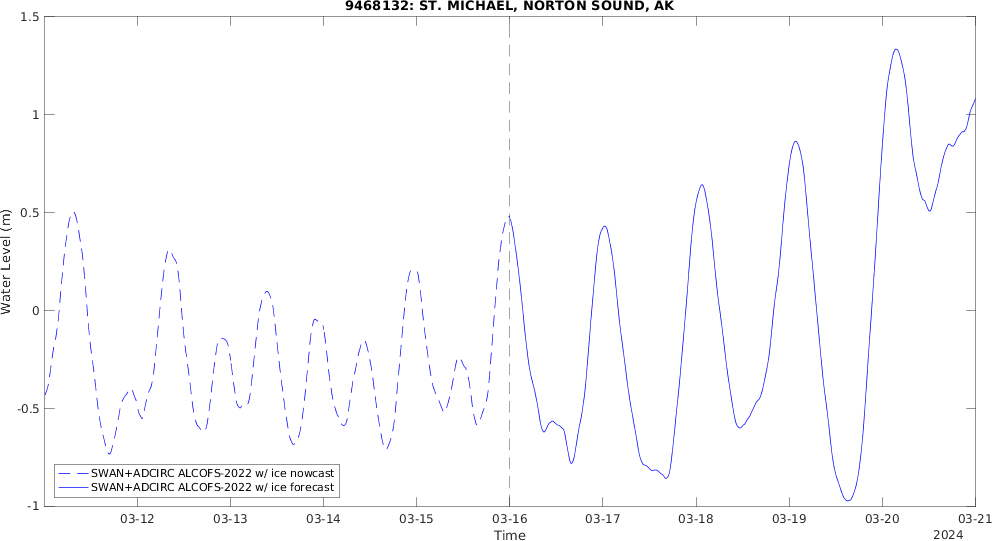 9468132: ST. MICHAEL, NORTON SOUND, AK
1.5
1
0.5
0
-0.5
-1
Water Level (m)
SWAN+ADCIRC ALCOFS-2022 w/ ice nowcast
SWAN+ADCIRC ALCOFS-2022 w/ ice forecast
03-12 03-13 03-14 03-15 03-16 03-17 03-18 03-19 03-20 03-21
Time
2024